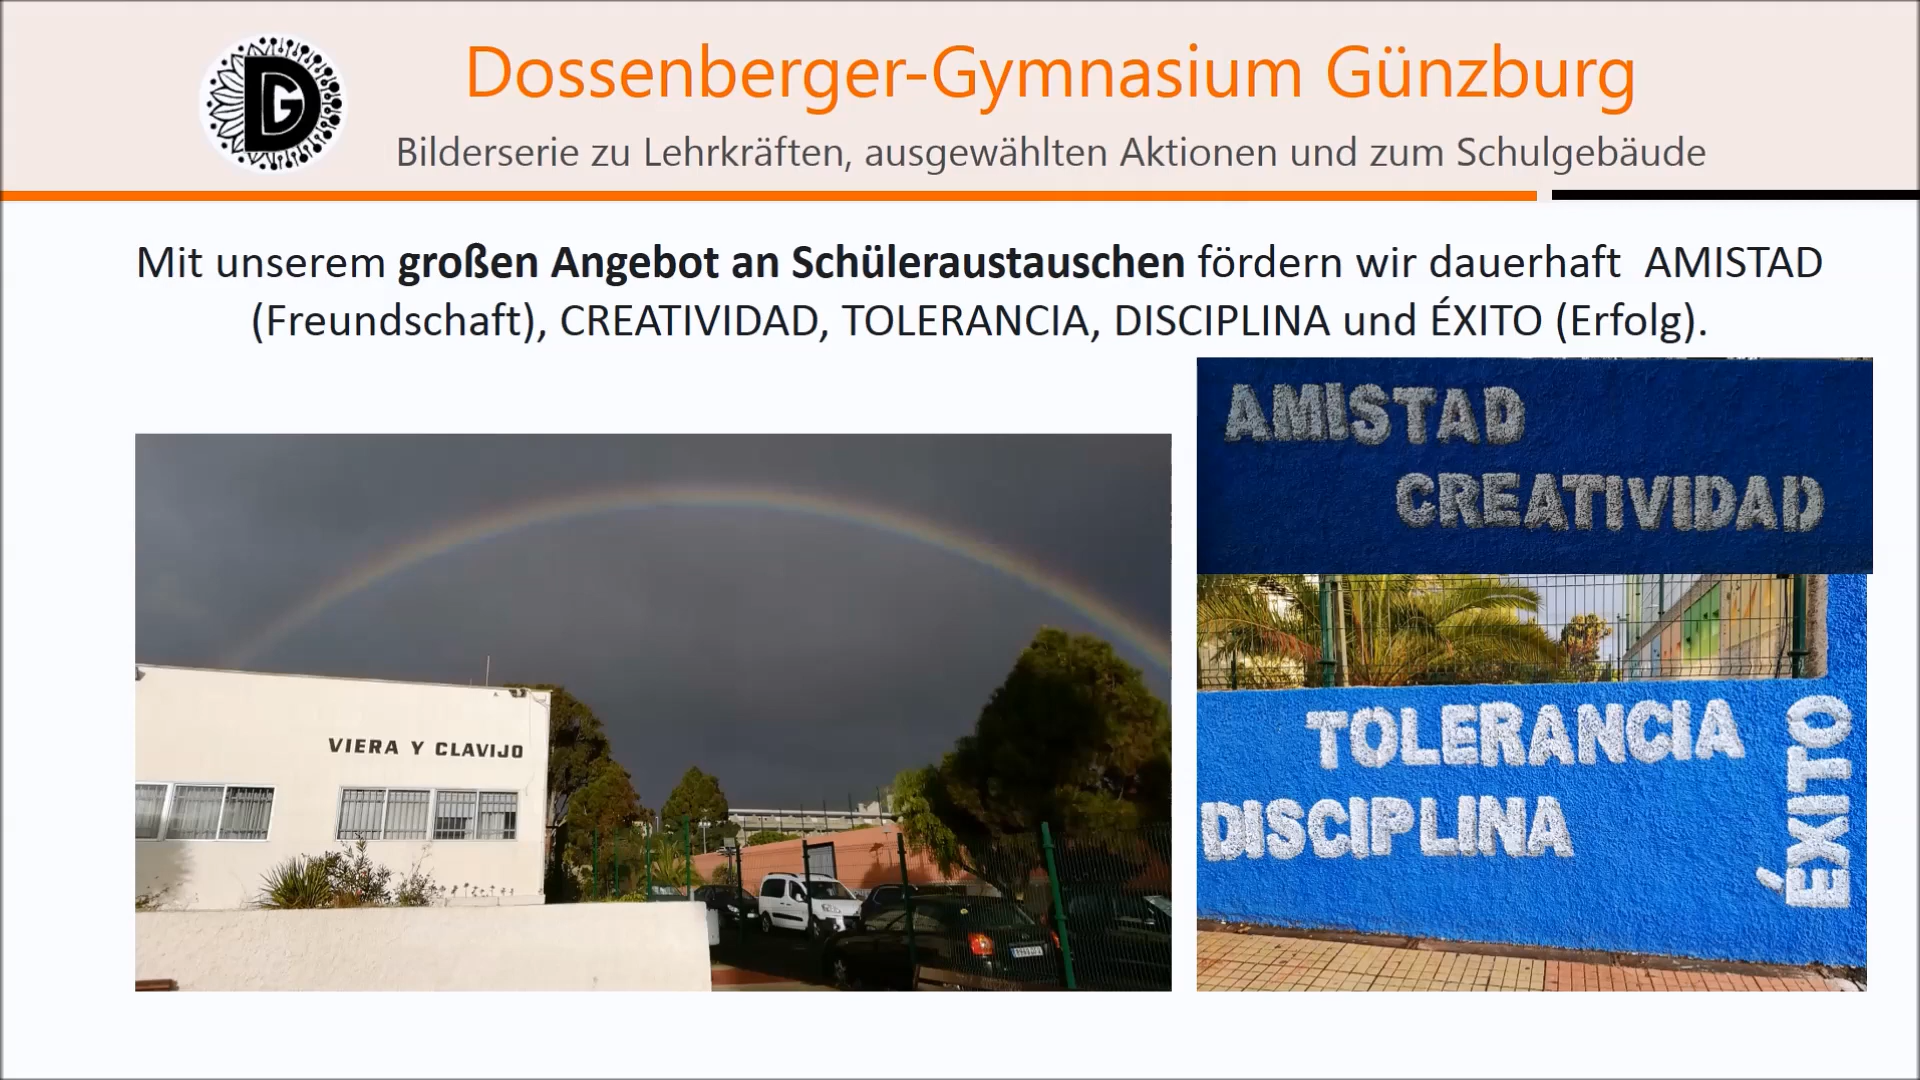 DG
Dossenberger-Gymnasium Günzburg
Bilderserie zu Lehrkräften, ausgewählten Aktionen und zum Schulgebäude
Mit unserem großen Angebot an Schüleraustauschen fördern wir dauerhaft AMISTAD
(Freundschaft), CREATIVIDAD, TOLERANCIA, DISCIPLINA und ÉXITO (Erfolg).
VIERA Y CLAVIJO
AMISTAD
CREATIVIDAD
TOLERANCIA
DISCIPLINA
ÉXITO